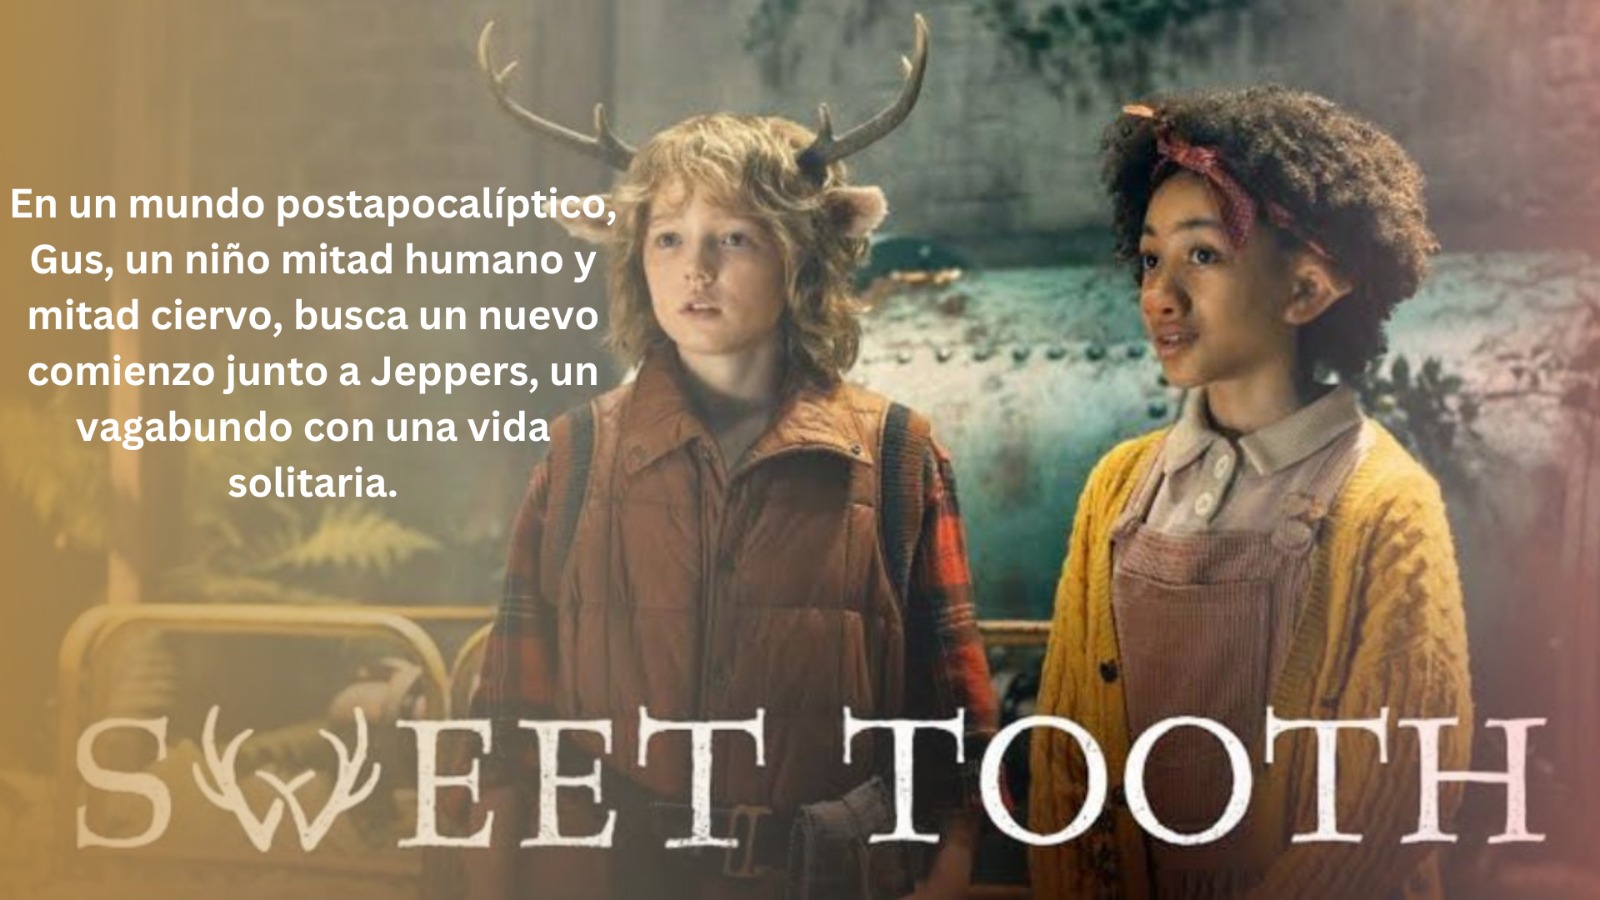 En un mundo postapocalíptico,
Gus, un niño mitad humano y
mitad ciervo, busca un nuevo
comienzo junto a Jeppers, un
vagabundo con una vida
solitaria.
SWEET TOOTH